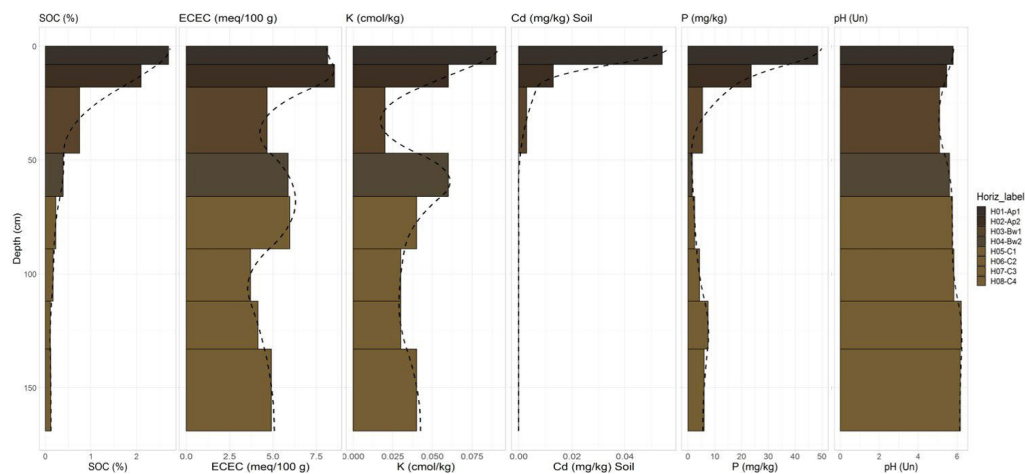 SOC (%)
ECEC (meq/100 g)
K (cmol/kg)
Cd (mg/kg) Soil
P (mg/kg)
pH (Un)
Depth (cm)
0
50
100
150
0 1 2
2.5 5.0 7.5
0.000 0.025 0.050 0.075
0.00 0.02 0.04
0 10 20 30 40 50
0 2 4 6
SOC (%)
ECEC (meq/100 g)
K (cmol/kg)
Cd (mg/kg) Soil
P (mg/kg)
pH (Un)
Horiz_label
H01-Ap1
H02-Ap2
H03-Bw1
H04-Bw2
H05-C1
H06-C2
H07-C3
H08-C4